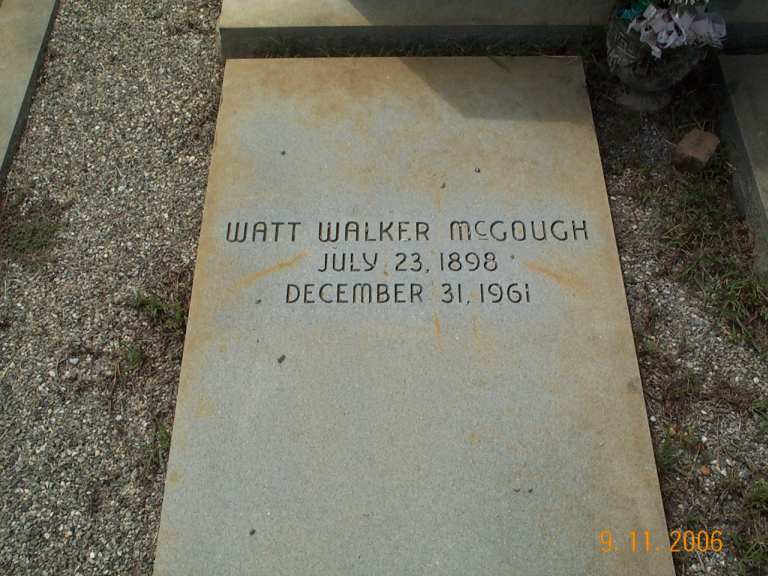 WATT WALKER McGOUGH
JULY 23, 1898
DECEMBER 31, 1961
9. 11. 2006